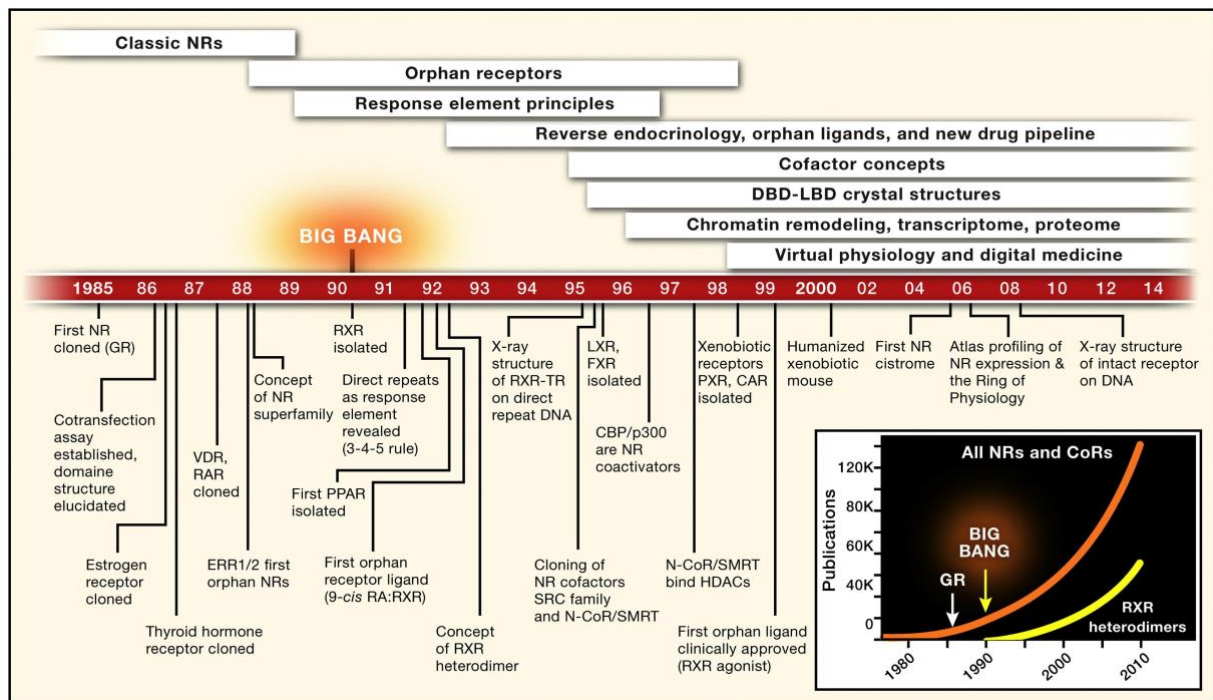 Classic NRs
Orphan receptors
Response element principles
Reverse endocrinology, orphan ligands, and new drug pipeline
Cofactor concepts
DBD-LBD crystal structures
Chromatin remodeling, transcriptome, proteome
Virtual physiology and digital medicine
BIG BANG
1985 86 87 88 89 90 91 92 93 94 95 96 97 98 99 2000 02 04 06 08 10 12 14
First NR
cloned (GR)
Cotransfection
assay
established,
domaine
structure
elucidated
Estrogen
receptor
cloned
Thyroid hormone
receptor cloned
VDR,
RAR
cloned
ERR1/2 first
orphan NRs
Concept
of NR
superfamily
RXR
isolated
Direct repeats
as response
element
revealed
(3-4-5 rule)
First PPAR
isolated
First orphan
receptor ligand
(9-cis RA:RXR)
Concept
of RXR
heterodimer
X-ray
structure
of RXR-TR
on direct
repeat DNA
Cloning of
NR cofactors
SRC family
and N-CoR/SMRT
LXR,
FXR
isolated
CBP/p300
are NR
coactivators
N-CoR/SMRT
bind HDACs
Xenobiotic
receptors
PXR, CAR
isolated
First orphan ligand
clinically approved
(RXR agonist)
Humanized
xenobiotic
mouse
First NR
cistrome
Atlas profiling of
NR expression &
the Ring of
Physiology
X-ray structure
of intact receptor
on DNA
All NRs and CoRs
Publications
120K
80K
60K
40K
0
BIG
BANG
GR
RXR
heterodimers
1980 1990 2000 2010